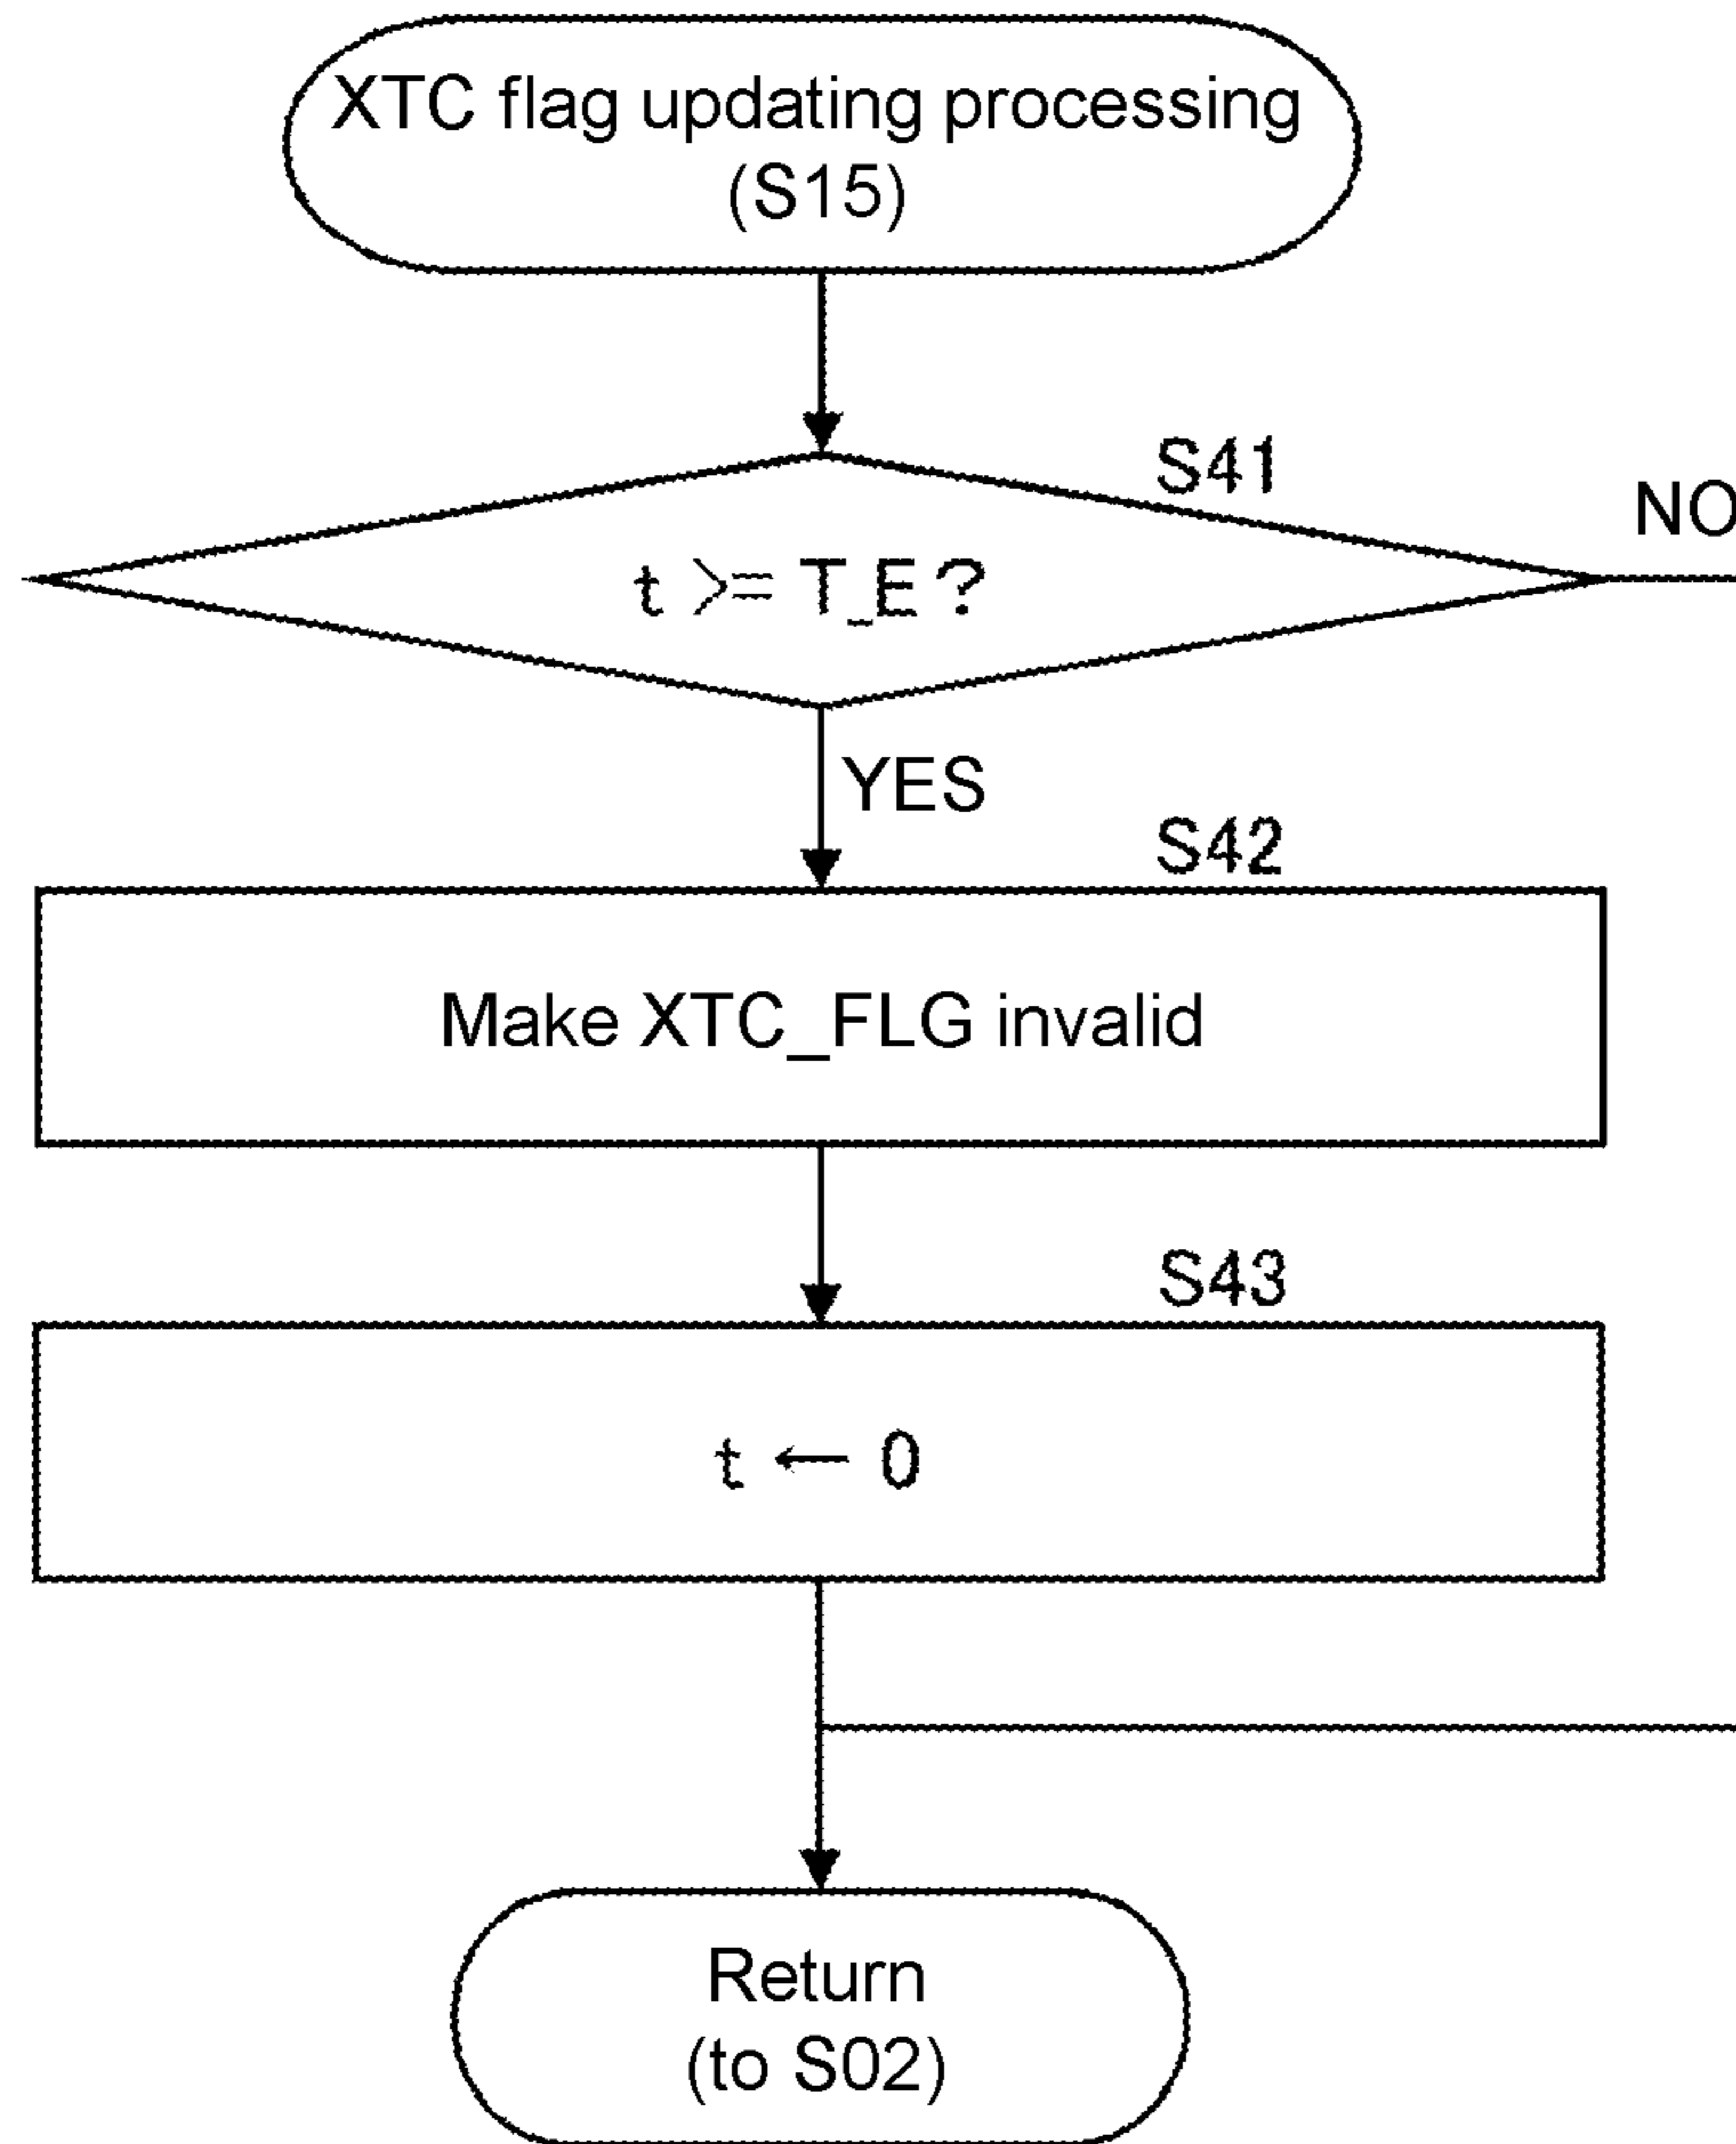 XTC flag updating processing
(S15)
S41
NO
t >= T_E ?
YES
S42
Make XTC_FLG invalid
S43
t ← 0
Return
(to S02)